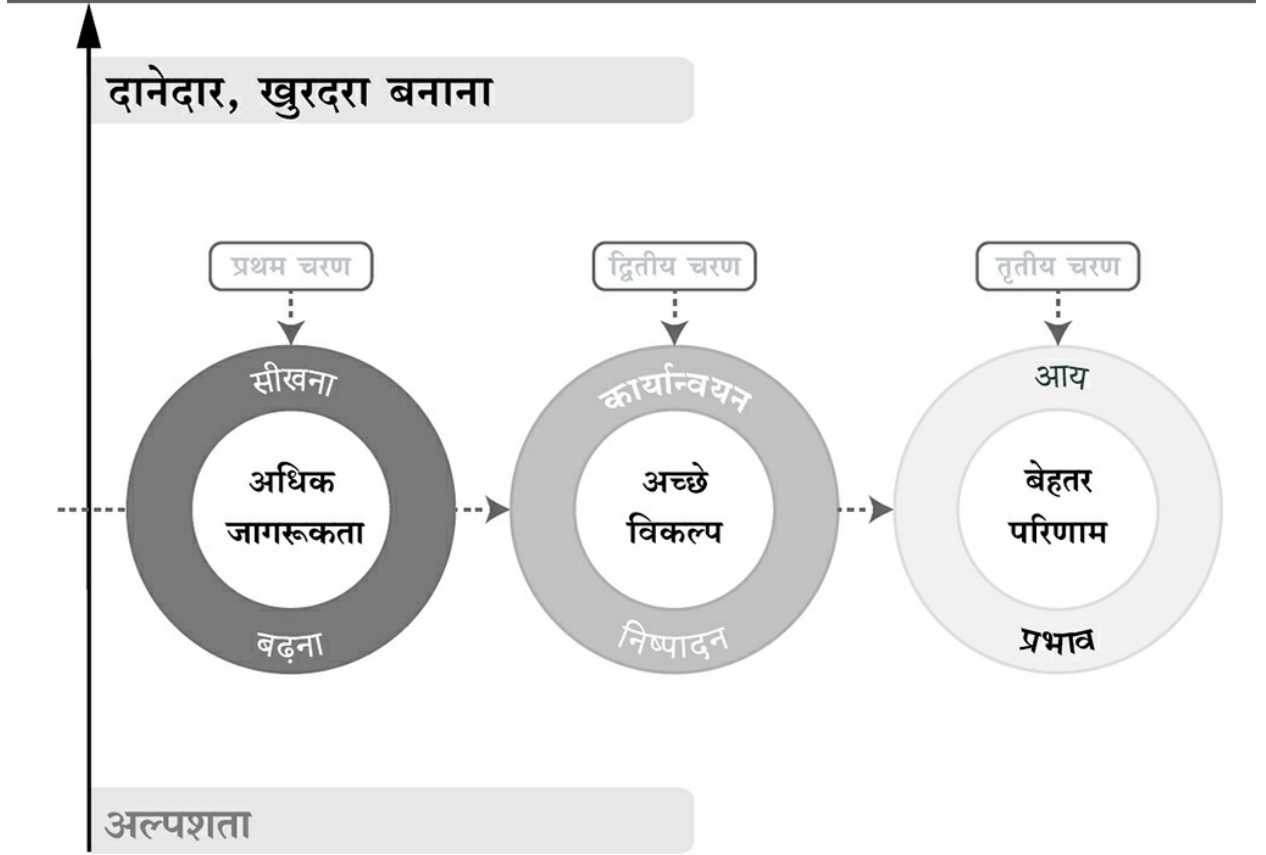 दानेदार, खुरदरा बनाना
प्रथम चरण
द्वितीय चरण
तृतीय चरण
सीखना
अधिक
जागरूकता
बढ़ना
कार्यान्वयन
अच्छे
विकल्प
निष्पादन
आय
बेहतर
परिणाम
प्रभाव
अल्पशता